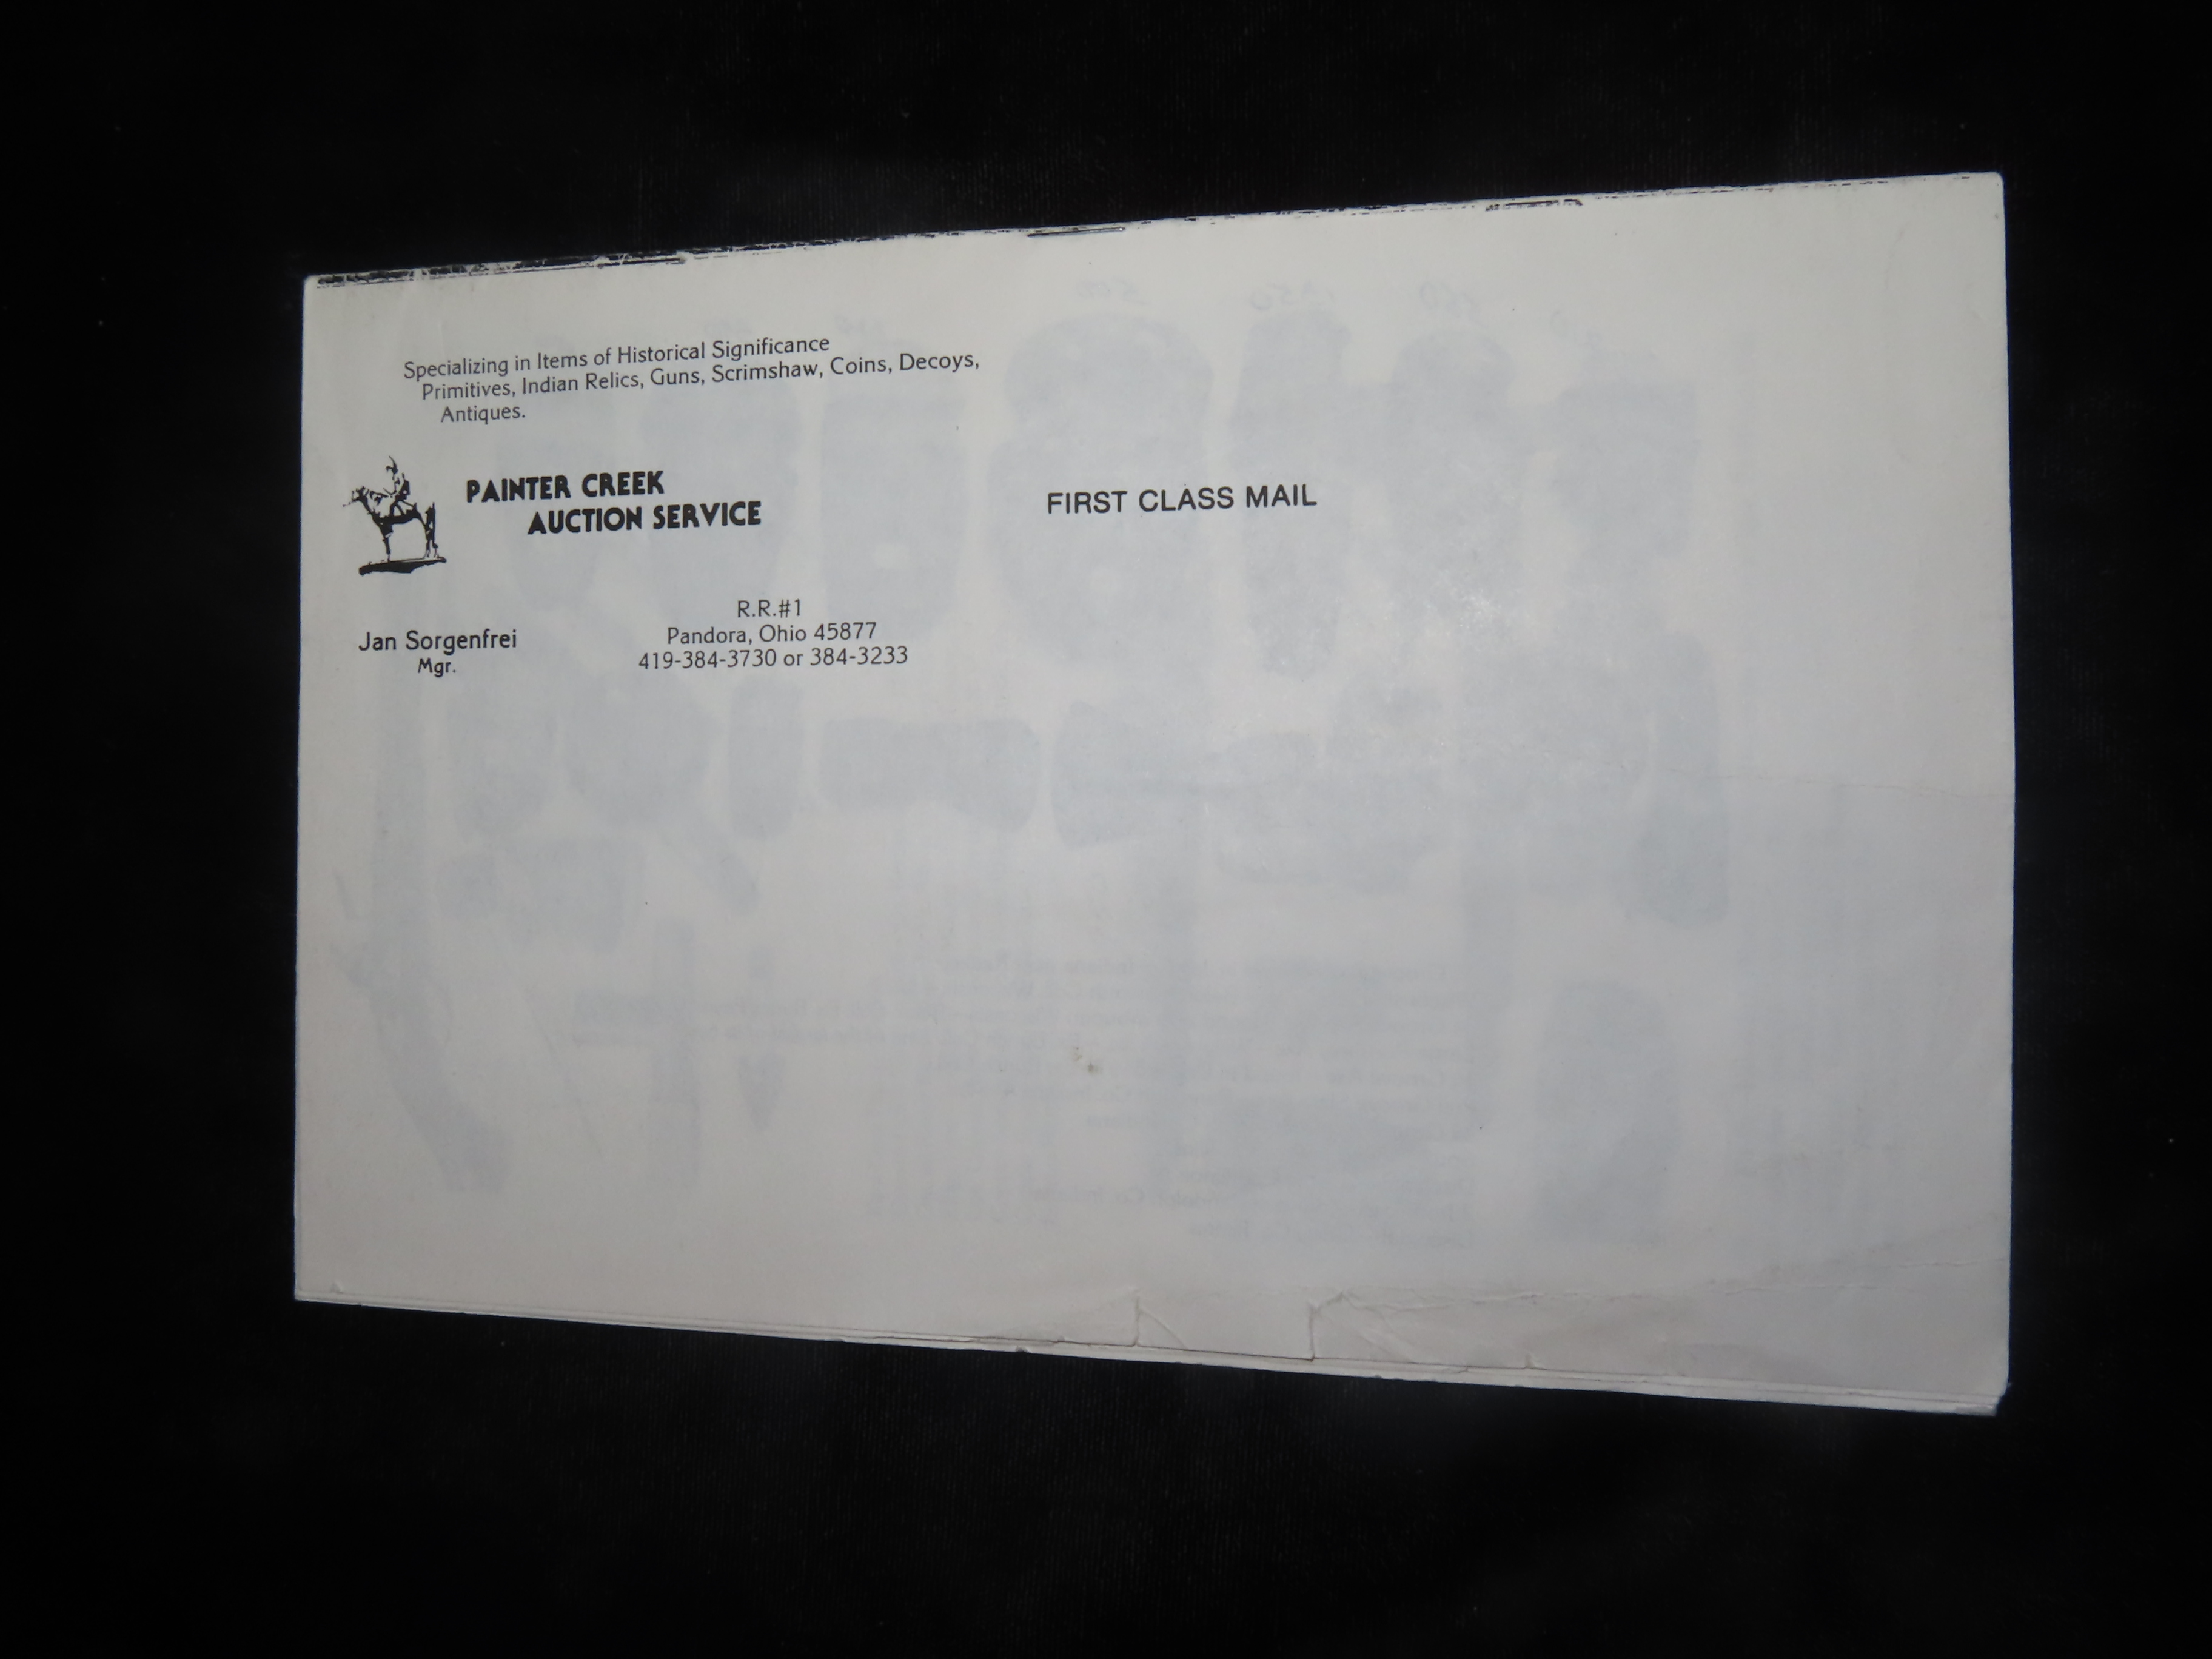 Specializing in Items of Historical Significance
Primitives, Indian Relics, Guns, Scrimshaw, Coins, Decoys,
Antiques.
PAINTER CREEK
AUCTION SERVICE
FIRST CLASS MAIL
Jan Sorgenfrei
Mgr.
R.R.#1
Pandora, Ohio 45877
419-384-3730 or 384-3233